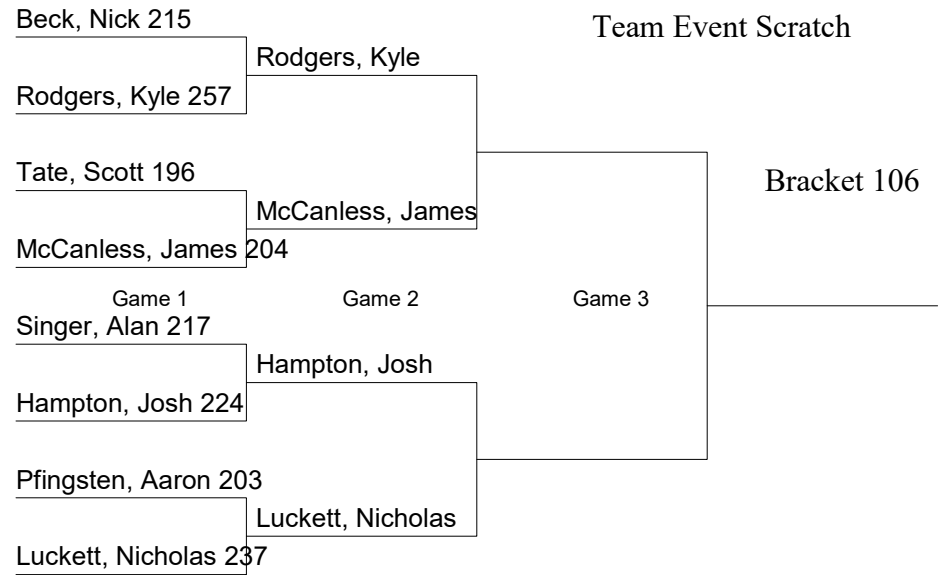 Beck, Nick 215
Team Event Scratch
Rodgers, Kyle
Rodgers, Kyle 257
Tate, Scott 196
Bracket 106
McCanless, James
McCanless, James 204
Game 1
Game 2
Game 3
Singer, Alan 217
Hampton, Josh
Hampton, Josh 224
Pfingsten, Aaron 203
Luckett, Nicholas
Luckett, Nicholas 237